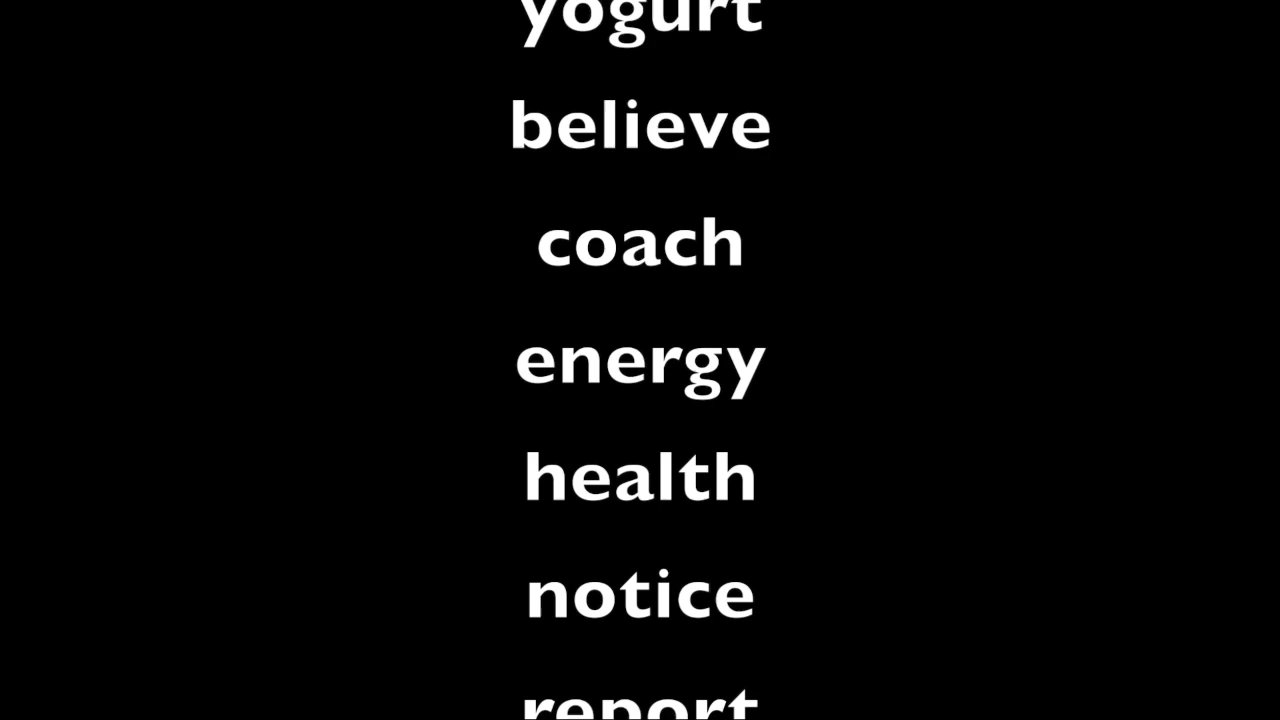 yogurt
believe
coach
energy
health
notice
report